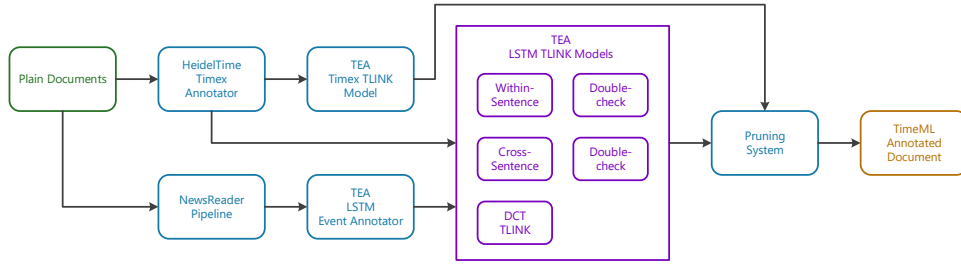 Plain Documents
HeidelTime
Timex
Annotator
TEA
Timex TLINK
Model
NewsReader
Pipeline
TEA
LSTM
Event Annotator
TEA
LSTM TLINK Models
Within-
Sentence
Double-
check
Cross-
Sentence
Double-
check
DCT
TLINK
Pruning
System
TimeML
Annotated
Document